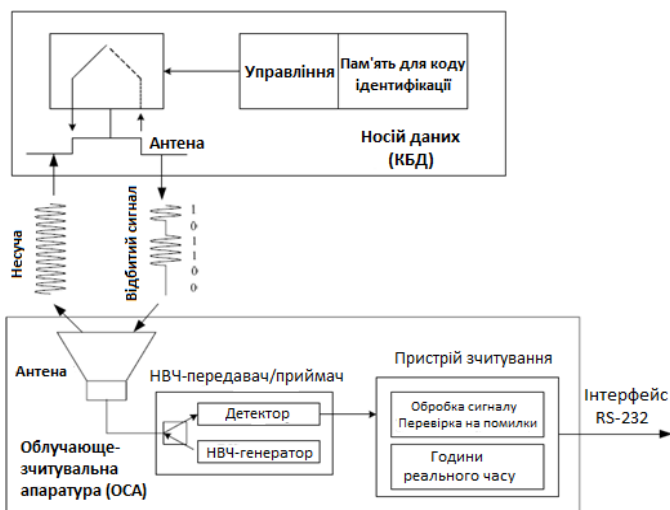 Управління
Пам'ять для коду
ідентифікації
Антена
Носій даних
(КБД)
Несуча
Відбитий сигнал
1
0
1
1
0
0
Антена
НВЧ-передавач/приймач
Детектор
НВЧ-генератор
Облучающе-
зчитувальна
апаратура (ОСА)
Пристрій зчитування
Обробка сигналу
Перевірка на помилки
Години
реального часу
Інтерфейс
RS-232